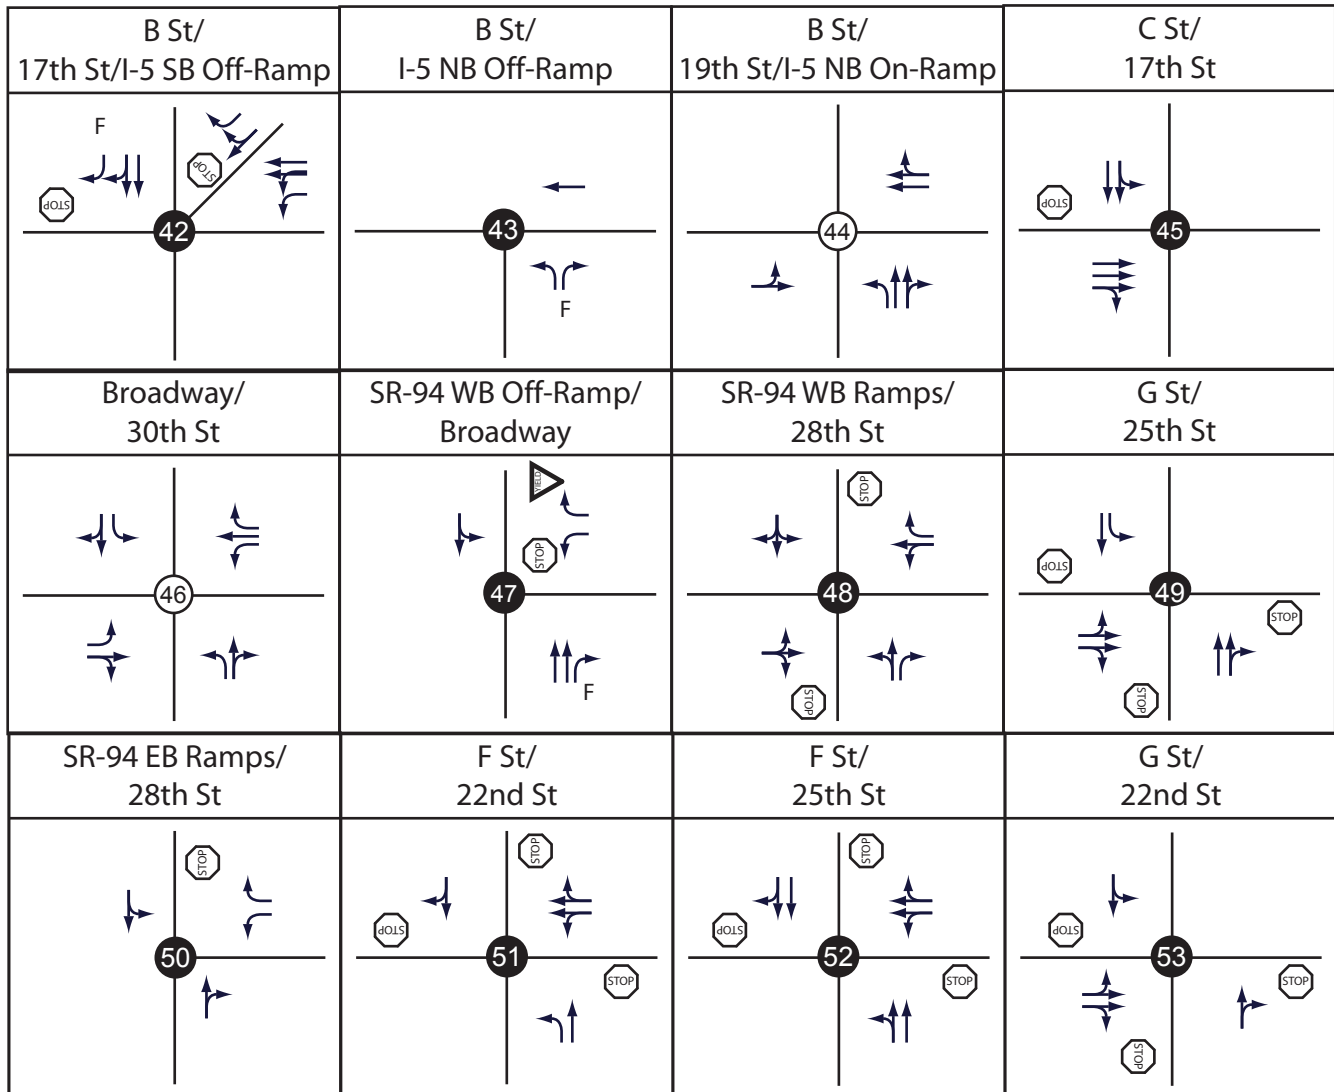 B St/
17th St/I-5 SB Off-Ramp
B St/
I-5 NB Off-Ramp
B St/
19th St/I-5 NB On-Ramp
C St/
17th St
F
STOP
STOP
42
43
F
44
STOP
45
Broadway/
30th St
SR-94 WB Off-Ramp/
Broadway
SR-94 WB Ramps/
28th St
G St/
25th St
46
YIELD
STOP
47
F
STOP
48
STOP
STOP
49
STOP
STOP
SR-94 EB Ramps/
28th St
F St/
22nd St
F St/
25th St
G St/
22nd St
STOP
50
STOP
STOP
51
STOP
STOP
STOP
52
STOP
STOP
53
STOP
STOP